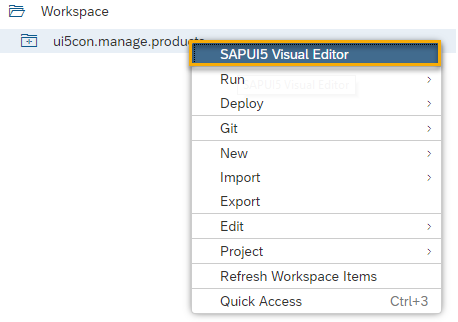 Workspace
ui5con.manage.products
SAPUI5 Visual Editor
Run
SAPUI5 Visual Editor
Deploy
Git
New
Import
Export
Edit
Project
Refresh Workspace Items
Quick Access Ctrl+3